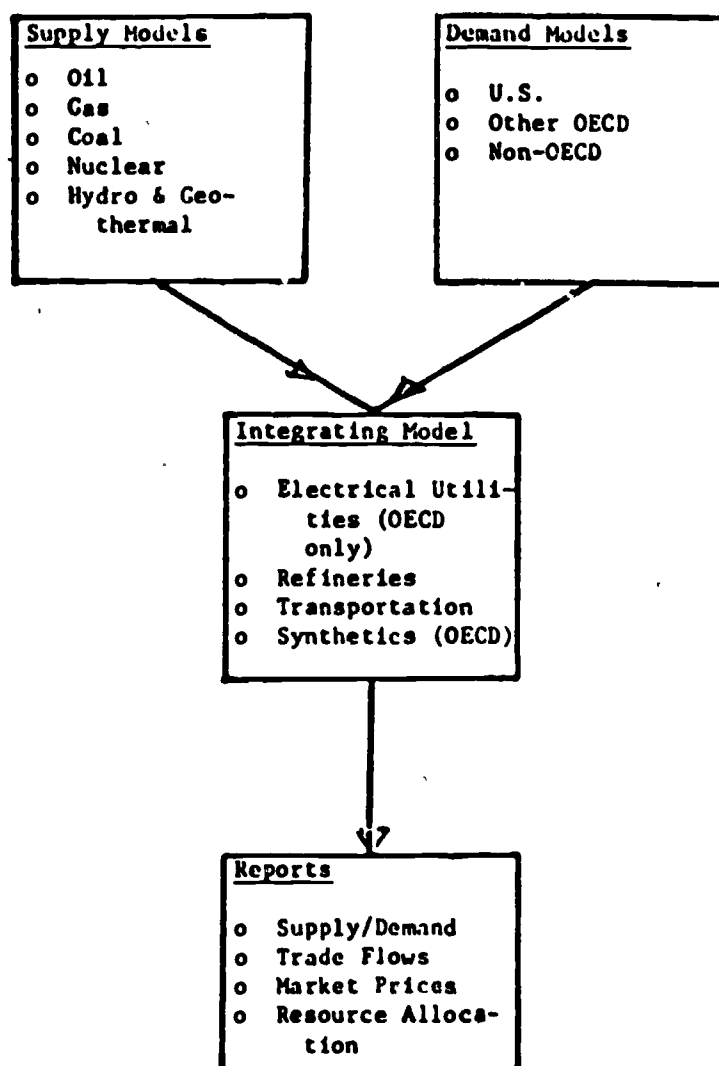 Supply Models
o Oil
o Gas
o Coal
o Nuclear
o Hydro & Geo-
thermal
Demand Models
o U.S.
o Other OECD
o Non-OECD
Integrating Model
o Electrical Utili-
ties (OECD
only)
o Refineries
o Transportation
o Synthetics (OECD)
Reports
o Supply/Demand
o Trade Flows
o Market Prices
o Resource Alloca-
tion